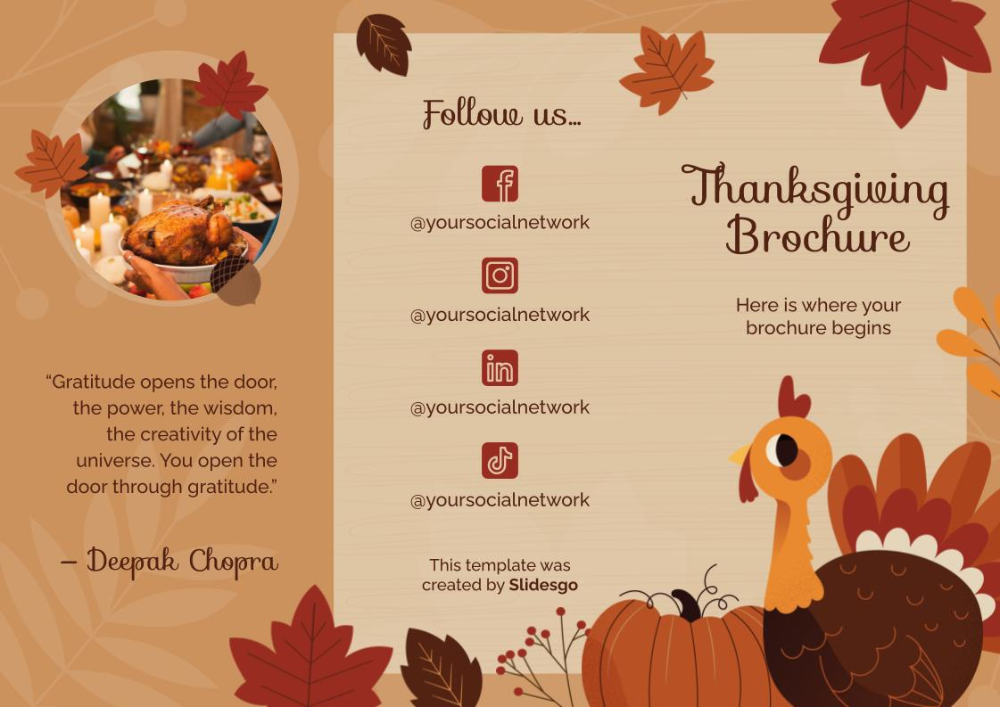 “Gratitude opens the door,
the power, the wisdom,
the creativity of the
universe. You open the
door through gratitude.”
– Deepak Chopra
Follow us...
@yoursocialnetwork
@yoursocialnetwork
in
@yoursocialnetwork
@yoursocialnetwork
This template was
created by Slidesgo
Thanksgiving
Brochure
Here is where your
brochure begins